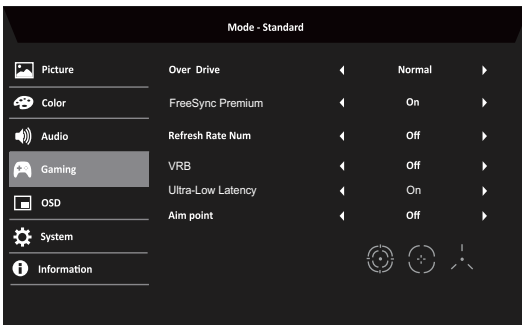 Mode - Standard
Picture
Color
Audio
Gaming
OSD
System
Information
Over Drive Normal
FreeSync Premium On
Refresh Rate Num Off
VRB Off
Ultra-Low Latency On
Aim point Off